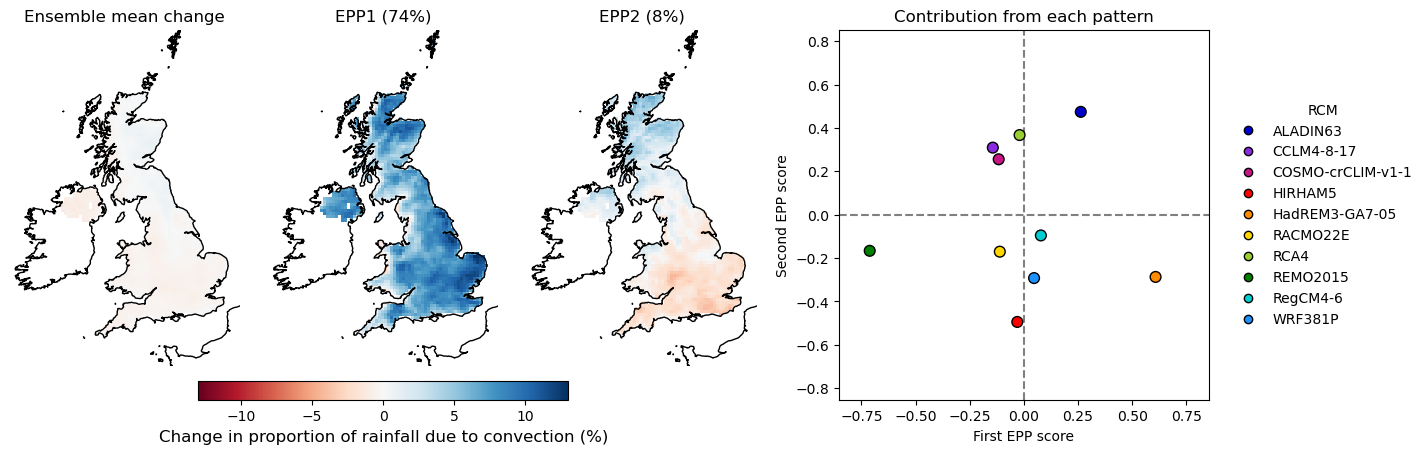 Ensemble mean change
EPP1 (74%)
EPP2 (8%)
Contribution from each pattern
−10
−5
0
5
10
Change in proportion of rainfall due to convection (%)
Second EPP score
0.8
0.6
0.4
0.2
0.0
−0.2
−0.4
−0.6
−0.8
−0.75
−0.50
−0.25
0.00
0.25
0.50
0.75
First EPP score
RCM
ALADIN63
CCLM4-8-17
COSMO-crCLIM-v1-1
HIRHAM5
HadREM3-GA7-05
RACMO22E
RCA4
REMO2015
RegCM4-6
WRF381P